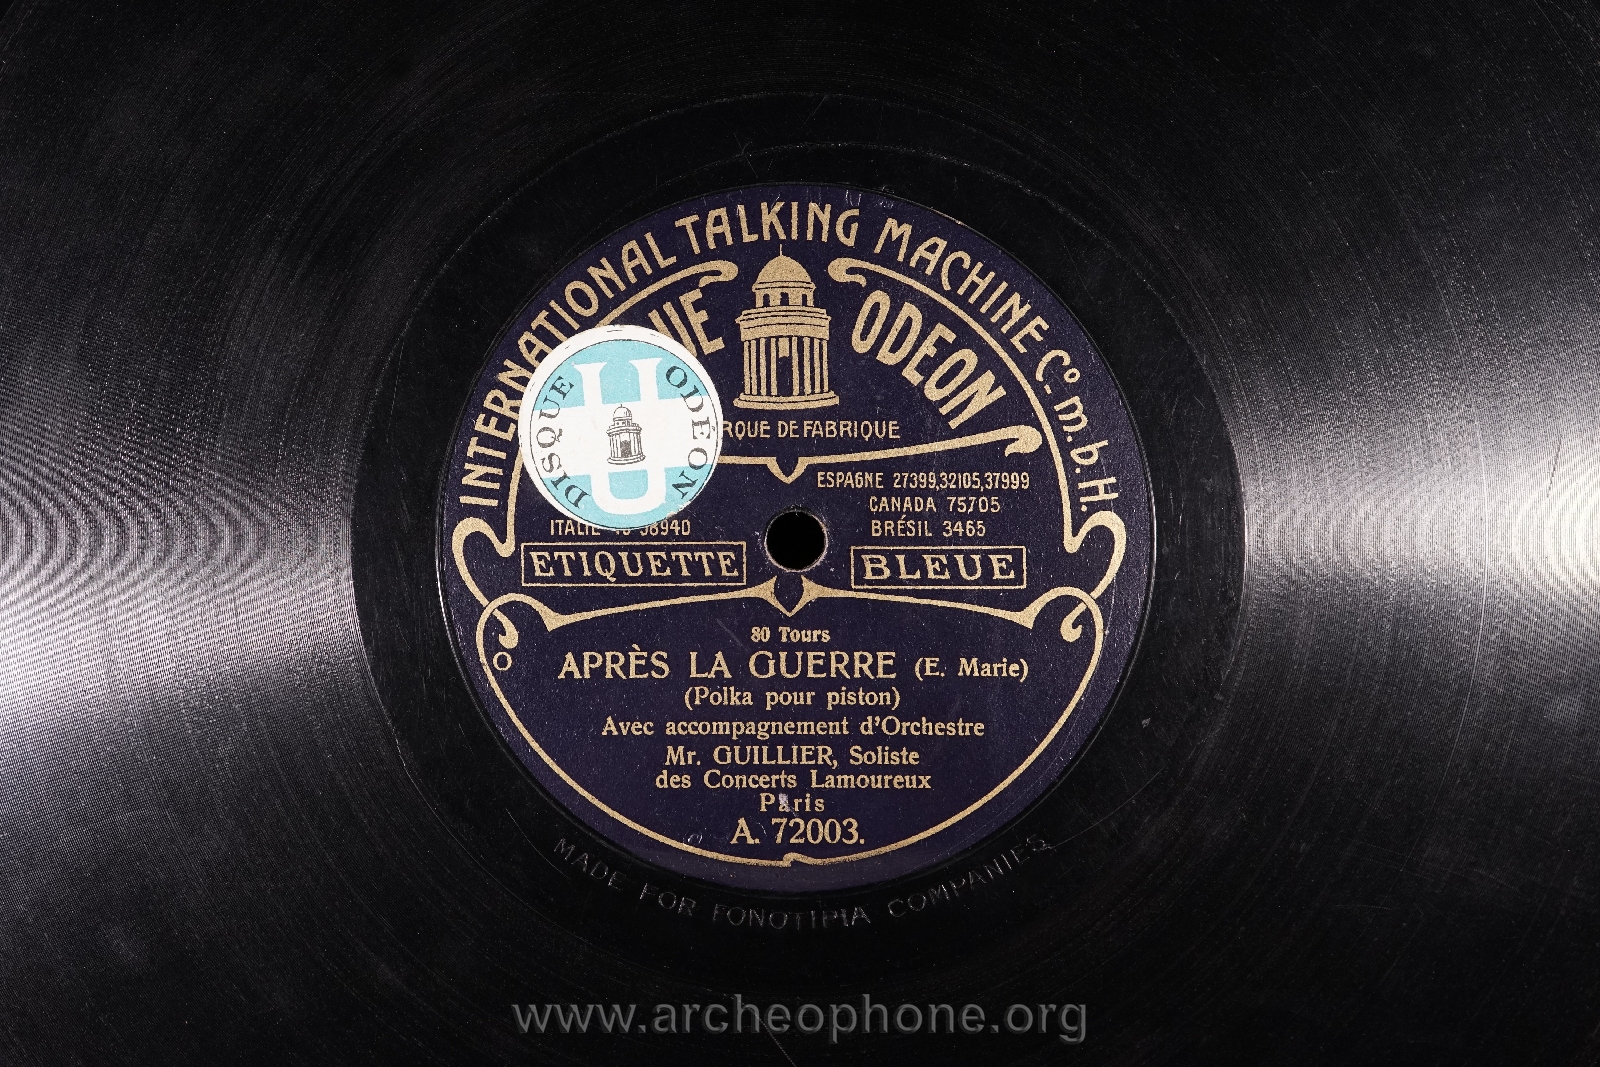 INTERNATIONAL TALKING MACHINE Cº m.b.H.
ODEON
DE FABRIQUE
DISQUE ODÉON
U
ESPAGNE 27399,32105,37999
CANADA 75705
BRÉSIL 3465
ITALIE
ETIQUETTE BLEUE
80 Tours
APRÈS LA GUERRE (E. Marie)
(Polka pour piston)
Avec accompagnement d'Orchestre
Mr. GUILLIER, Soliste
des Concerts Lamoureux
Paris
A. 72003.
MADE FOR FONOTIPIA COMPANIES
www.archeophone.org